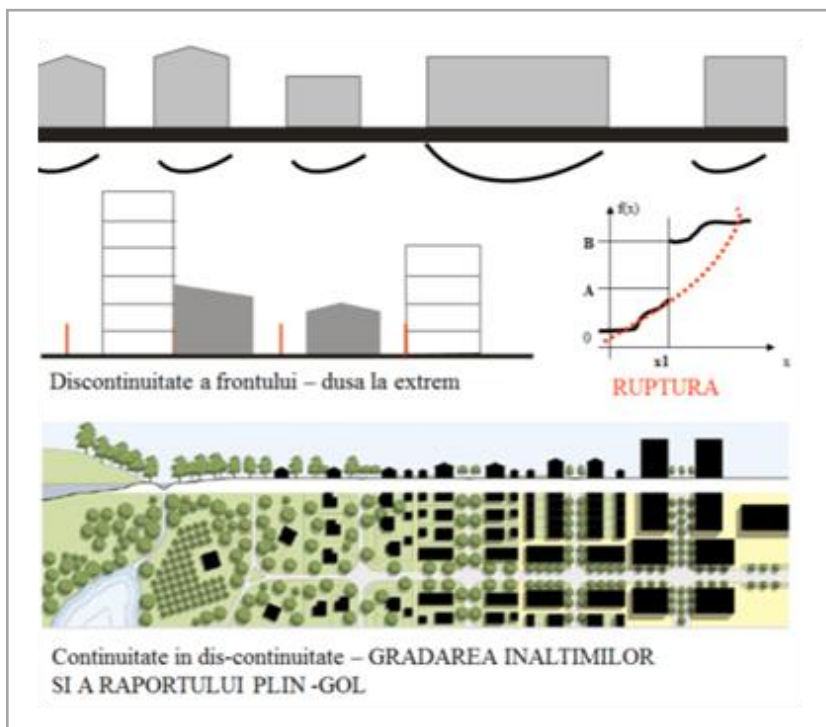 f(x)
B
A
0
x1
x
Discontinuitate a frontului – dusa la extrem
RUPTURA
Continuitate in dis-continuitate – GRADAREA INALTIMILOR
SI A RAPORTULUI PLIN -GOL